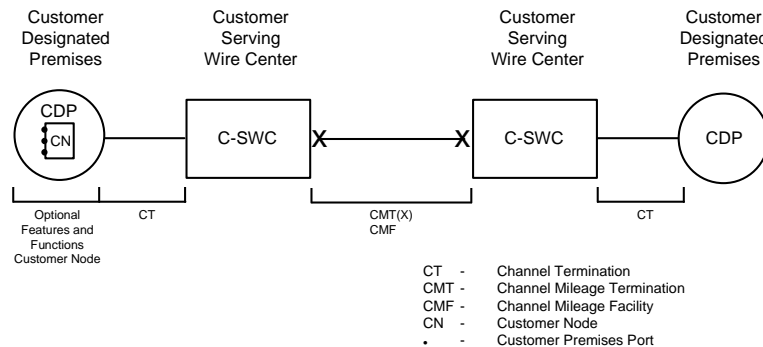 Customer
Designated
Premises
Customer
Serving
Wire Center
Customer
Serving
Wire Center
Customer
Designated
Premises
CDP
CN
C-SWC
X
X
C-SWC
CDP
Optional
Features and
Functions
Customer Node
CT
CMT(X)
CMF
CT
CT - Channel Termination
CMT - Channel Mileage Termination
CMF - Channel Mileage Facility
CN - Customer Node
• - Customer Premises Port